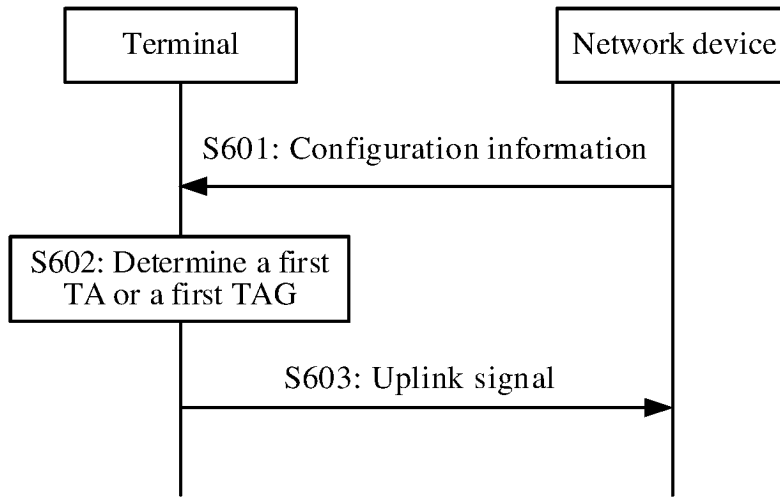 Terminal
Network device
S601: Configuration information
S602: Determine a first
TA or a first TAG
S603: Uplink signal